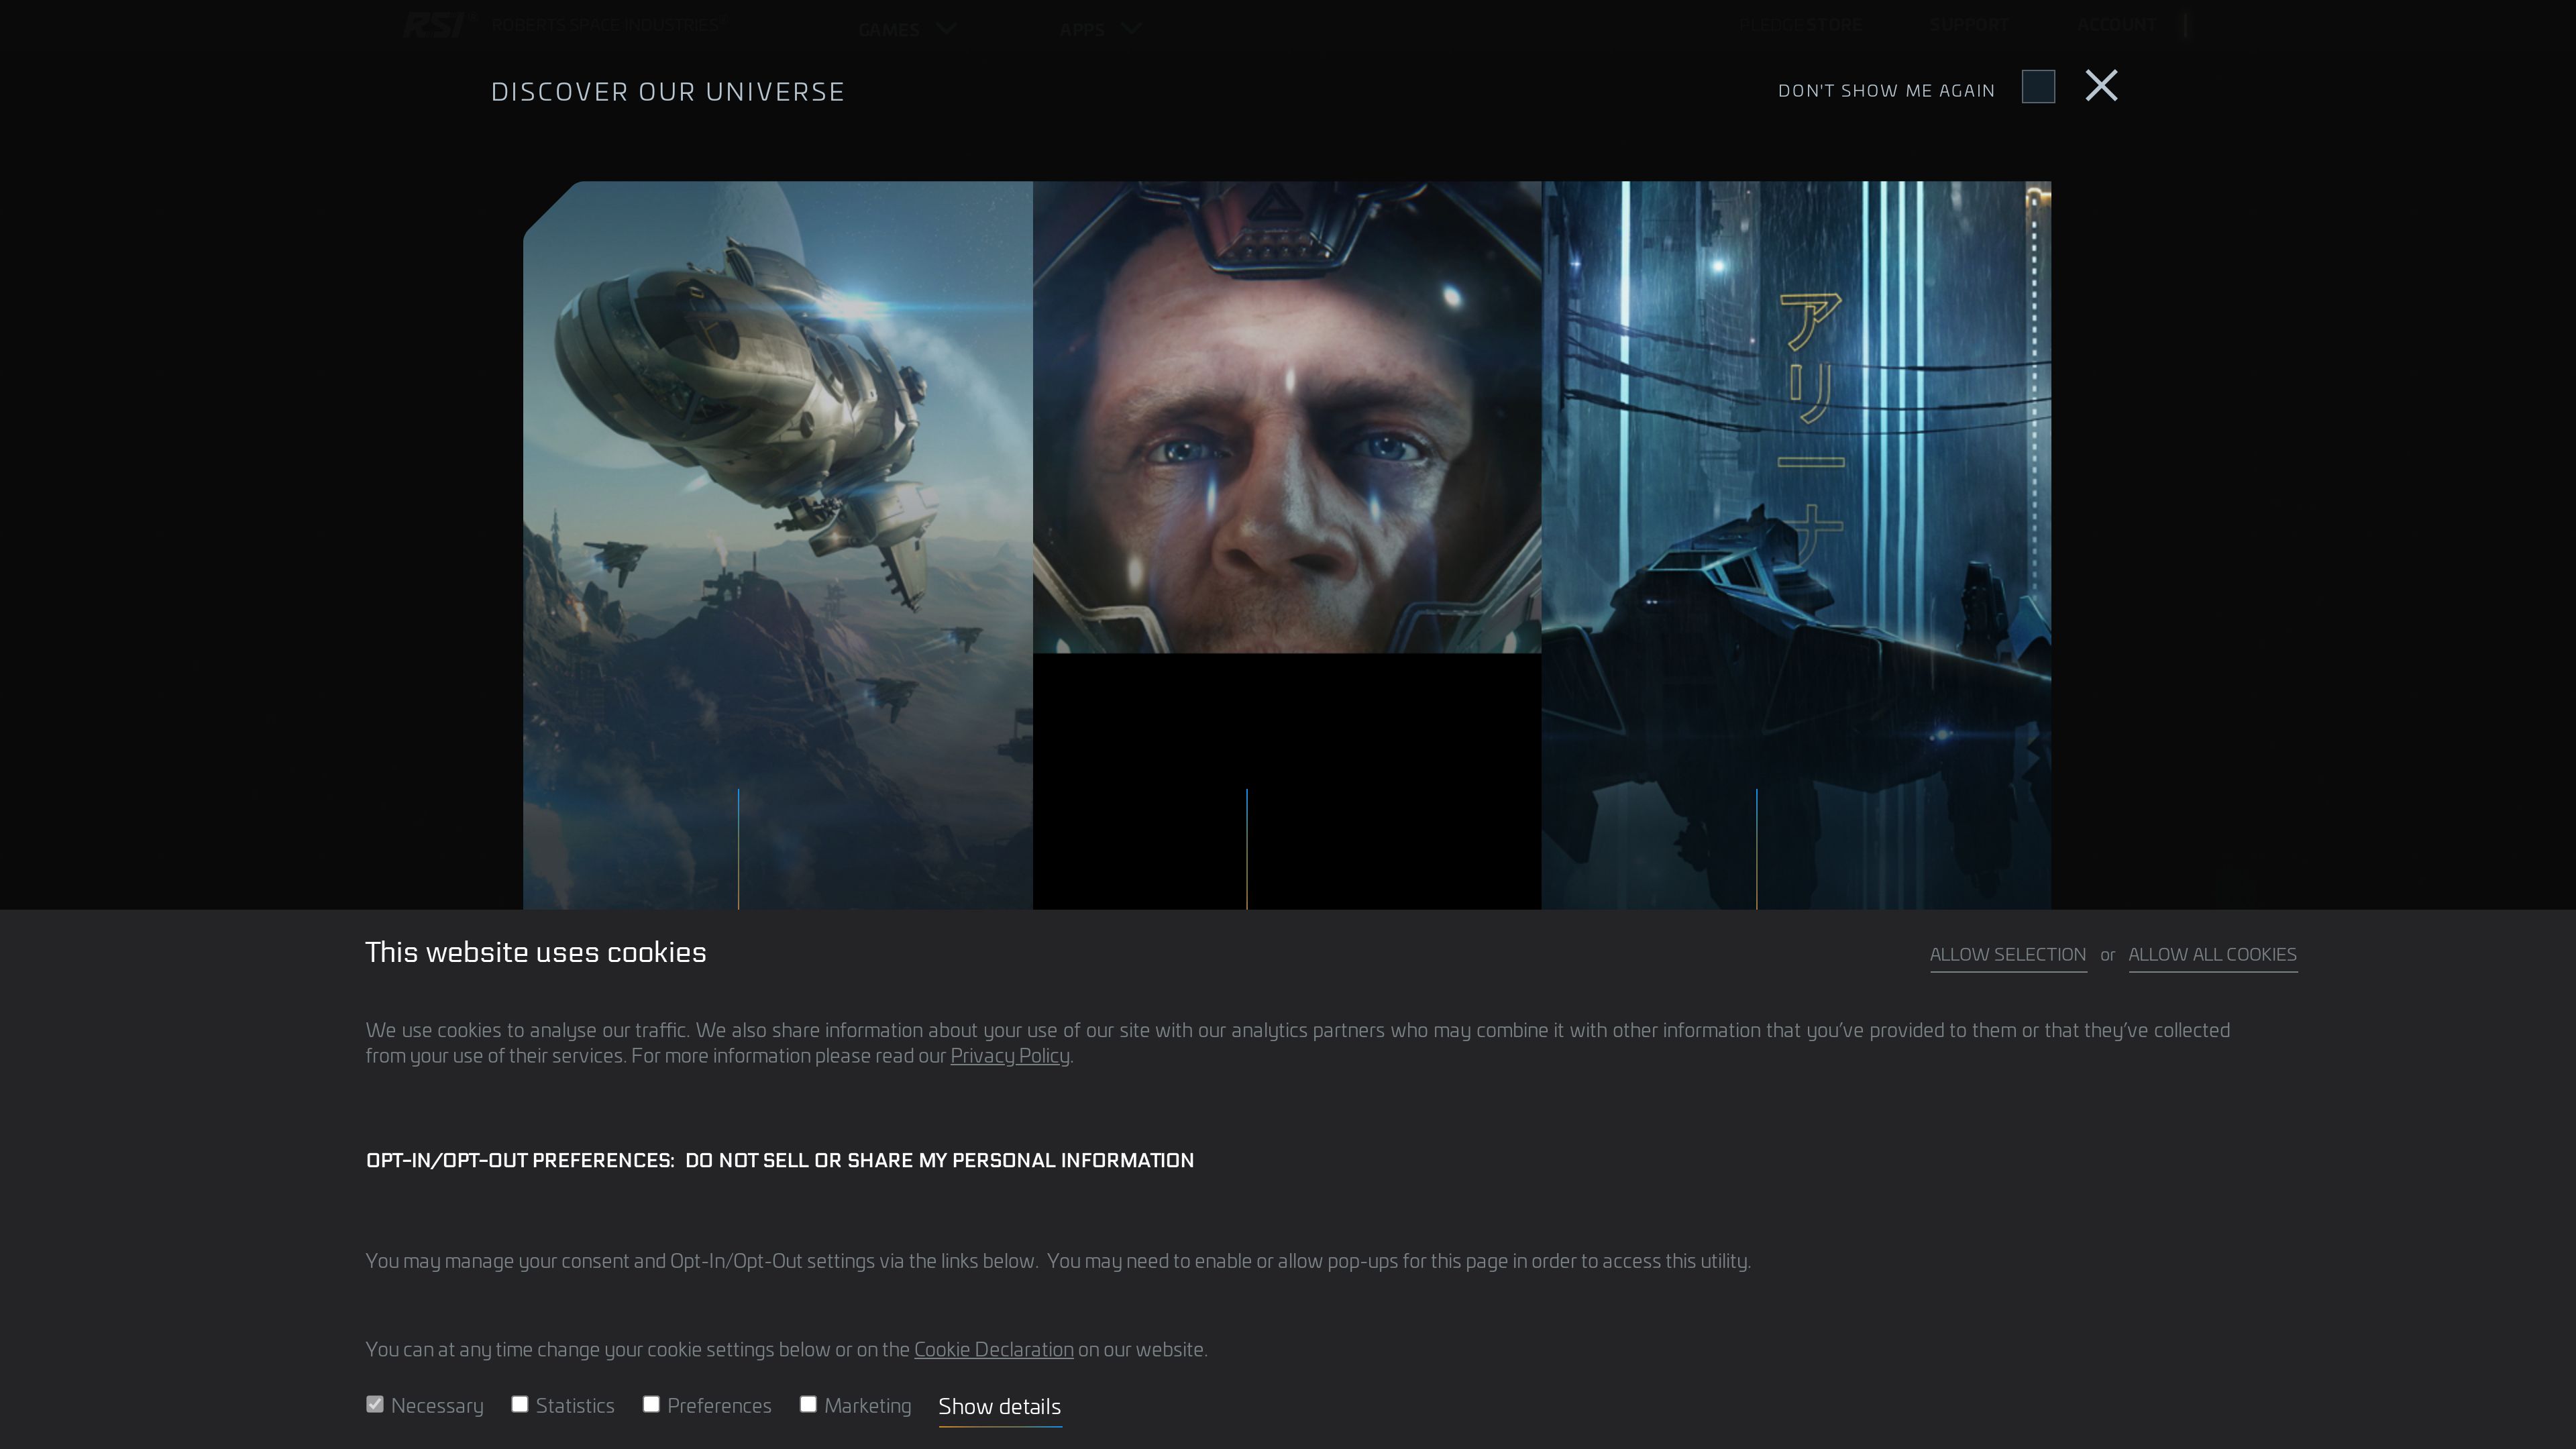 RSI ROBERTS SPACE INDUSTRIES® GAMES APPS PLEDGE STORE SUPPORT ACCOUNT
DISCOVER OUR UNIVERSE
DON'T SHOW ME AGAIN
アリーナ
This website uses cookies
ALLOW SELECTION or ALLOW ALL COOKIES
We use cookies to analyse our traffic. We also share information about your use of our site with our analytics partners who may combine it with other information that you’ve provided to them or that they’ve collected
from your use of their services. For more information please read our Privacy Policy.
OPT-IN/OPT-OUT PREFERENCES: DO NOT SELL OR SHARE MY PERSONAL INFORMATION
You may manage your consent and Opt-In/Opt-Out settings via the links below. You may need to enable or allow pop-ups for this page in order to access this utility.
You can at any time change your cookie settings below or on the Cookie Declaration on our website.
Necessary Statistics Preferences Marketing Show details